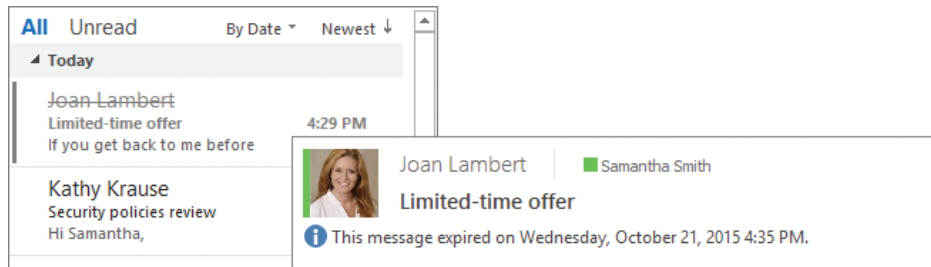 All Unread By Date Newest
Today
Joan Lambert
Limited-time offer 4:29 PM
If you get back to me before
Kathy Krause
Security policies review
Hi Samantha,
Joan Lambert Samantha Smith
Limited-time offer
This message expired on Wednesday, October 21, 2015 4:35 PM.